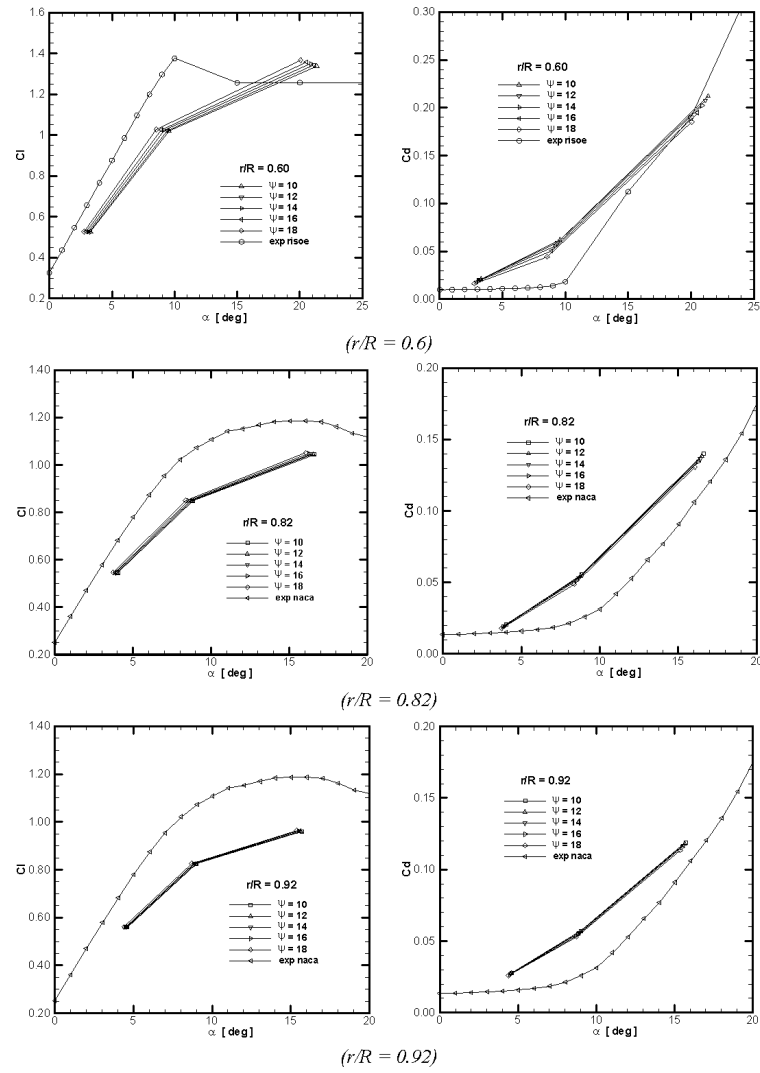 1.6
1.4
1.2
1.0
0.8
0.6
0.4
0.2
Cl
r/R = 0.60
Ψ = 10
Ψ = 12
Ψ = 14
Ψ = 16
Ψ = 18
exp risoe
0 5 10 15 20 25
α [deg]
0.30
0.25
0.20
0.15
0.10
0.05
0.00
Cd
r/R = 0.60
Ψ = 10
Ψ = 12
Ψ = 14
Ψ = 16
Ψ = 18
exp risoe
0 5 10 15 20 25
α [deg]
(r/R = 0.6)
1.40
1.20
1.00
0.80
0.60
0.40
0.20
Cl
r/R = 0.82
Ψ = 10
Ψ = 12
Ψ = 14
Ψ = 16
Ψ = 18
exp naca
0 5 10 15 20
α [deg]
0.20
0.15
0.10
0.05
0.00
Cd
r/R = 0.82
Ψ = 10
Ψ = 12
Ψ = 14
Ψ = 16
Ψ = 18
exp naca
0 5 10 15 20
α [deg]
(r/R = 0.82)
1.40
1.20
1.00
0.80
0.60
0.40
0.20
Cl
r/R = 0.92
Ψ = 10
Ψ = 12
Ψ = 14
Ψ = 16
Ψ = 18
exp naca
0 5 10 15 20
α [deg]
0.20
0.15
0.10
0.05
0.00
Cd
r/R = 0.92
Ψ = 10
Ψ = 12
Ψ = 14
Ψ = 16
Ψ = 18
exp naca
0 5 10 15 20
α [deg]
(r/R = 0.92)